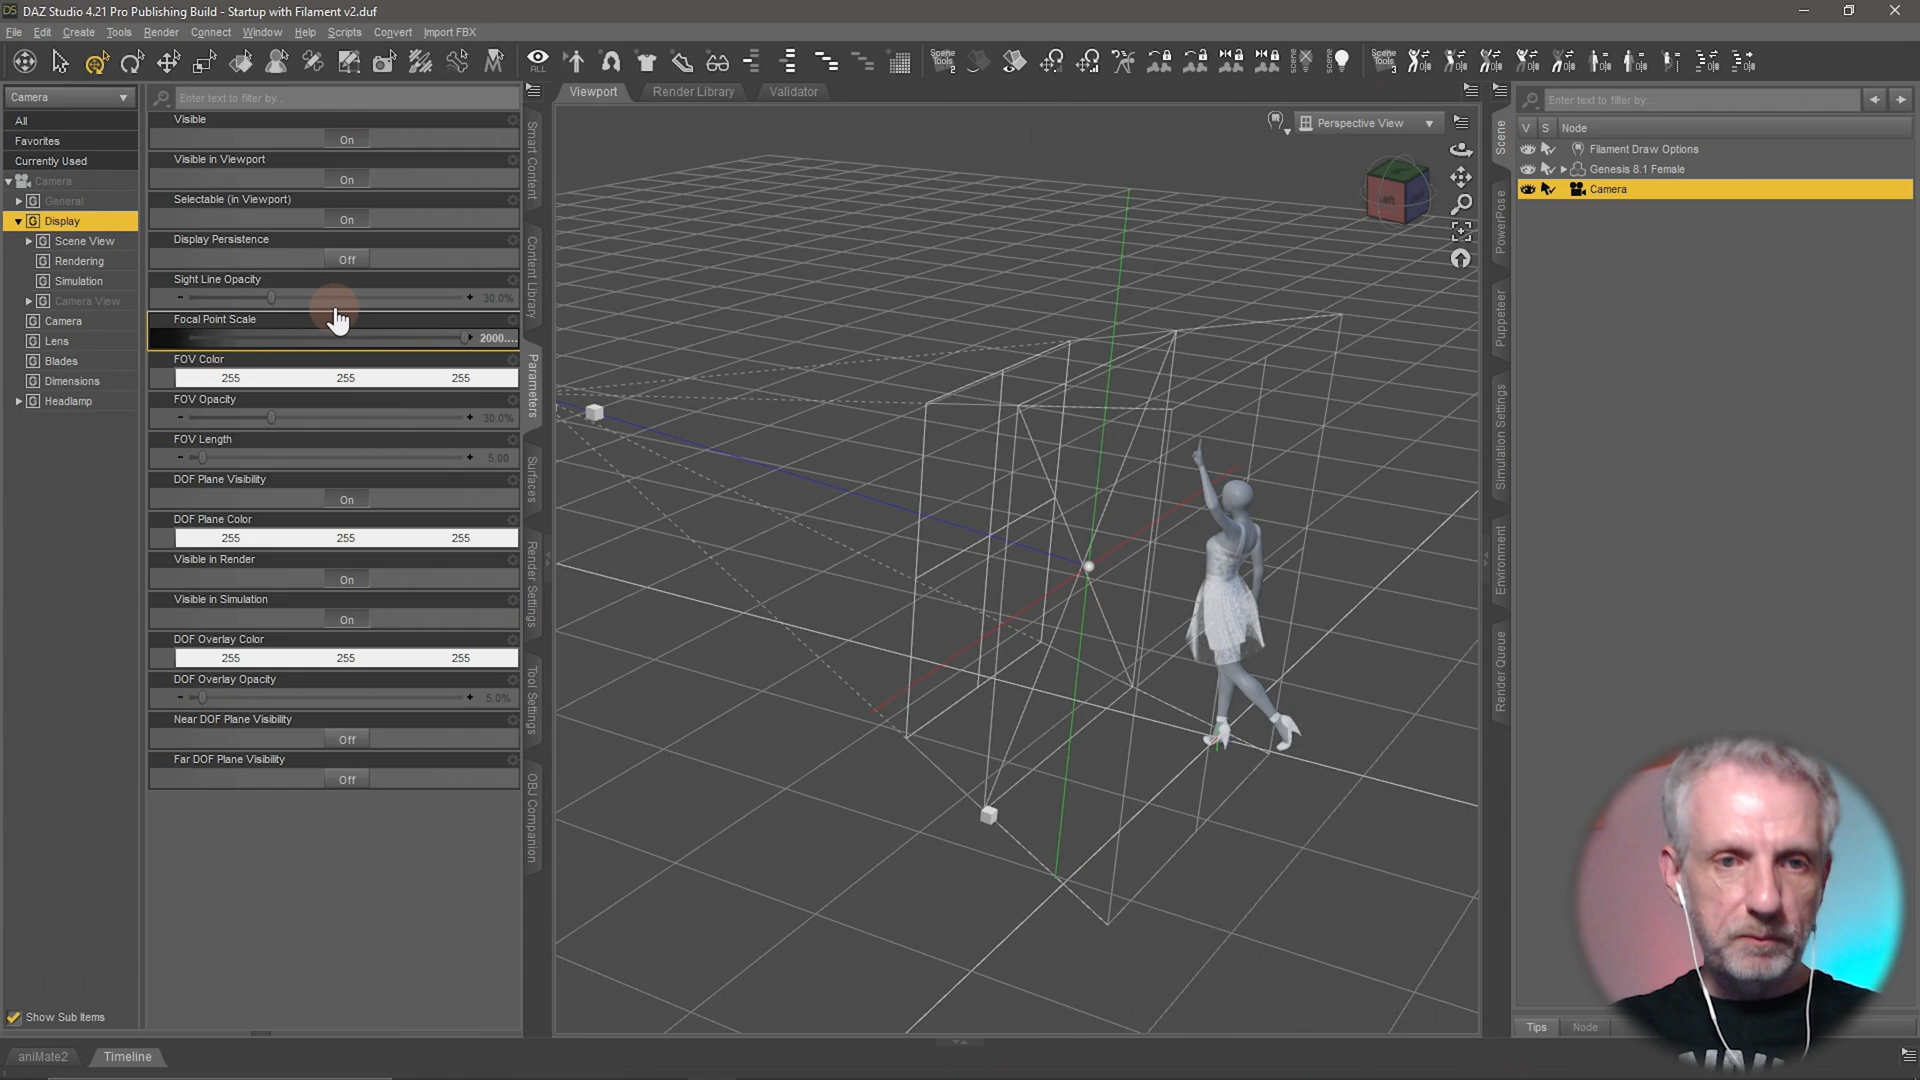 DAZ Studio 4.21 Pro Publishing Build - Startup with Filament v2.duf
File Edit Create Tools Render Connect Window Help Scripts Convert Import FBX
ALL
Scene Tools 2
Scene Tools 3
Camera
Enter text to filter by...
All
Favorites
Currently Used
Camera
General
Display
Scene View
Rendering
Simulation
Camera View
Camera
Lens
Blades
Dimensions
Headlamp
Show Sub Items
Visible
On
Visible in Viewport
On
Selectable (in Viewport)
On
Display Persistence
Off
Sight Line Opacity
30.0%
Focal Point Scale
2000....
FOV Color
255 255 255
FOV Opacity
30.0%
FOV Length
5.00
DOF Plane Visibility
On
DOF Plane Color
255 255 255
Visible in Render
On
Visible in Simulation
On
DOF Overlay Color
255 255 255
DOF Overlay Opacity
5.0%
Near DOF Plane Visibility
Off
Far DOF Plane Visibility
Off
Smart Content
Content Library
Parameters
Surfaces
Render Settings
Tool Settings
OBJ Companion
Viewport Render Library Validator
Perspective View
Left
Scene
PowerPose
Puppeteer
Simulation Settings
Environment
Render Queue
Enter text to filter by...
V S Node
Filament Draw Options
Genesis 8.1 Female
Camera
Tips Node
aniMate2 Timeline